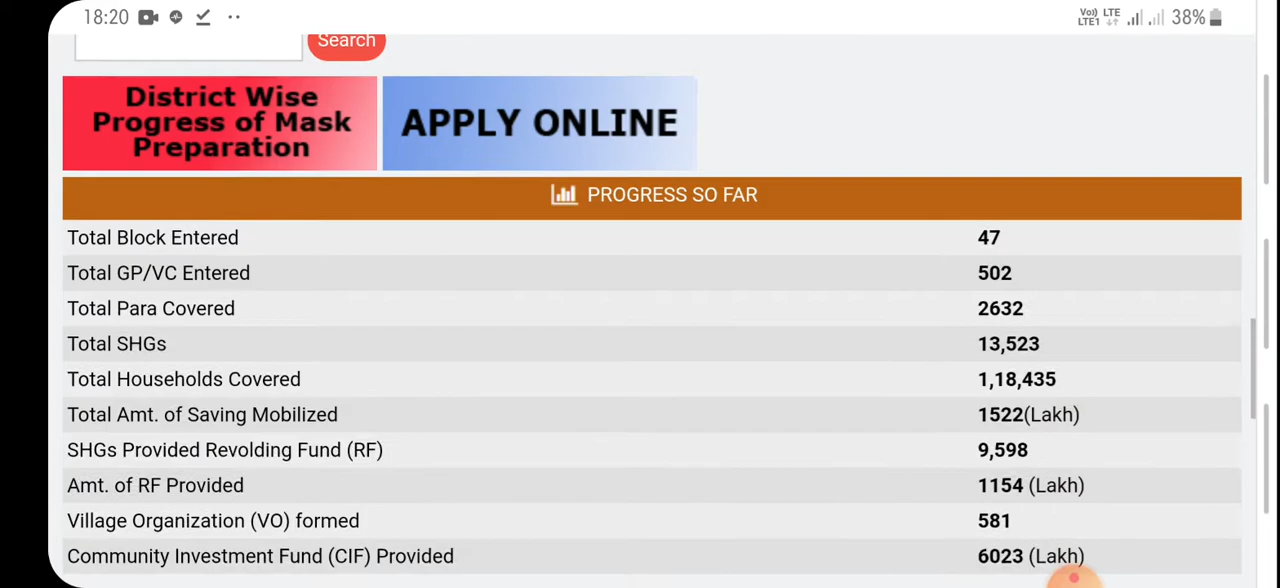 18:20
Vo)) LTE
LTE1
38%
Search
District Wise
Progress of Mask
Preparation
APPLY ONLINE
PROGRESS SO FAR
Total Block Entered 47
Total GP/VC Entered 502
Total Para Covered 2632
Total SHGs 13,523
Total Households Covered 1,18,435
Total Amt. of Saving Mobilized 1522(Lakh)
SHGs Provided Revolding Fund (RF) 9,598
Amt. of RF Provided 1154 (Lakh)
Village Organization (VO) formed 581
Community Investment Fund (CIF) Provided 6023 (Lakh)